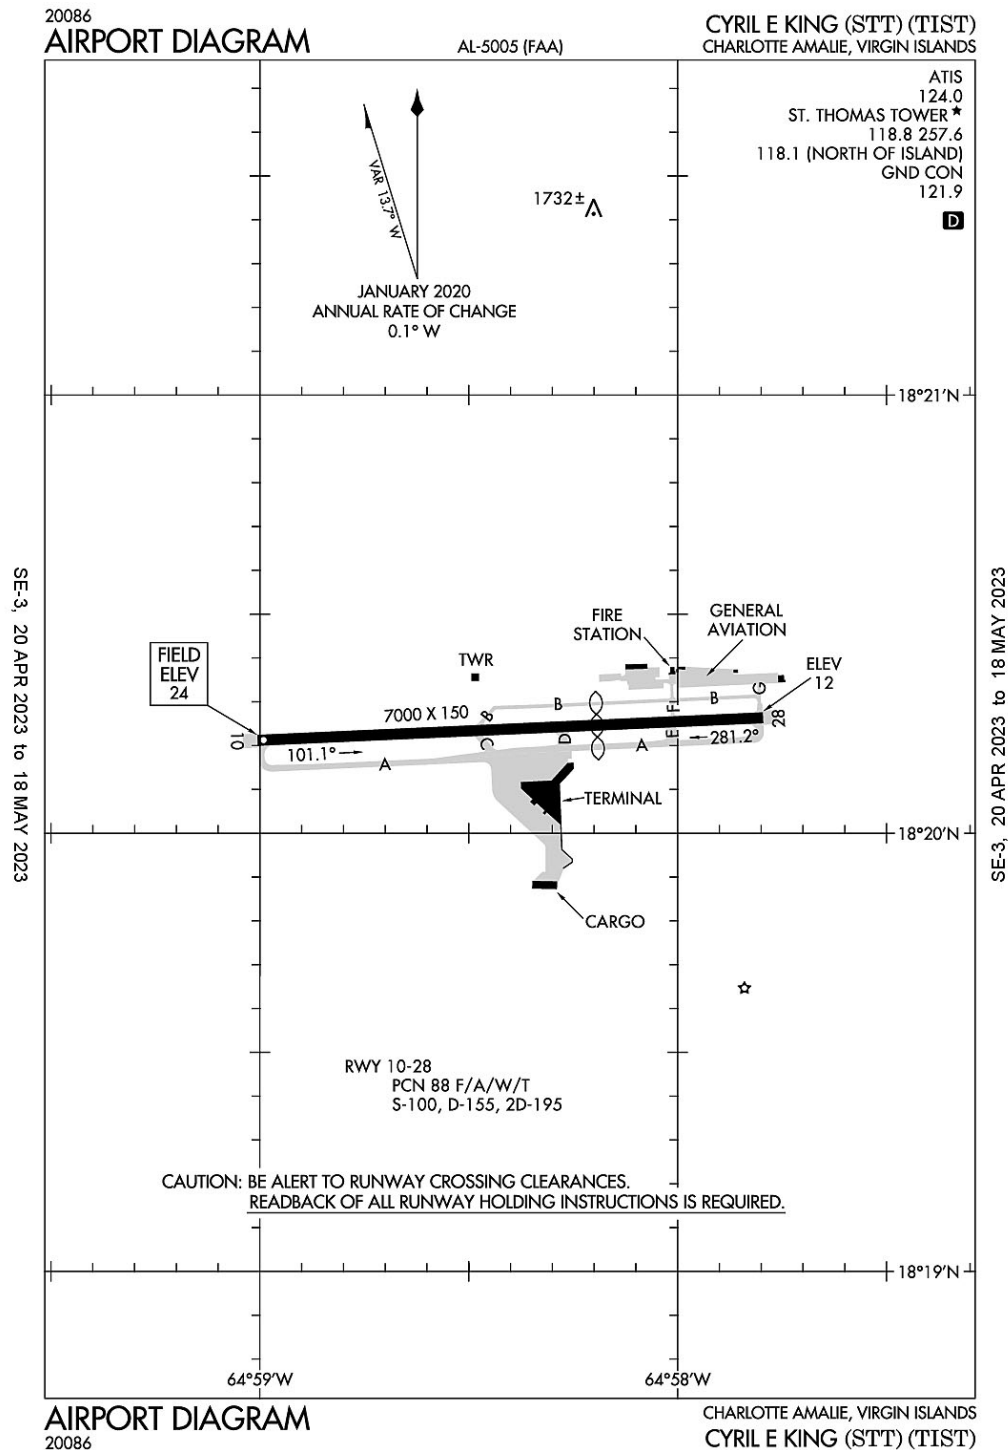 20086
AIRPORT DIAGRAM
AL-5005 (FAA)
CYRIL E KING (STT) (TIST)
CHARLOTTE AMALIE, VIRGIN ISLANDS
ATIS
124.0
ST. THOMAS TOWER ★
118.8 257.6
118.1 (NORTH OF ISLAND)
GND CON
121.9
D
VAR 13.7° W
1732±
JANUARY 2020
ANNUAL RATE OF CHANGE
0.1° W
18°21'N
FIRE
STATION
GENERAL
AVIATION
FIELD
ELEV
24
TWR
ELEV
12
7000 X 150
B
B
B
G
F
28
10
101.1°
A
C
D
A
E
281.2°
TERMINAL
18°20'N
CARGO
RWY 10-28
PCN 88 F/A/W/T
S-100, D-155, 2D-195
CAUTION: BE ALERT TO RUNWAY CROSSING CLEARANCES.
READBACK OF ALL RUNWAY HOLDING INSTRUCTIONS IS REQUIRED.
18°19'N
64°59'W
64°58'W
SE-3, 20 APR 2023 to 18 MAY 2023
SE-3, 20 APR 2023 to 18 MAY 2023
AIRPORT DIAGRAM
20086
CHARLOTTE AMALIE, VIRGIN ISLANDS
CYRIL E KING (STT) (TIST)